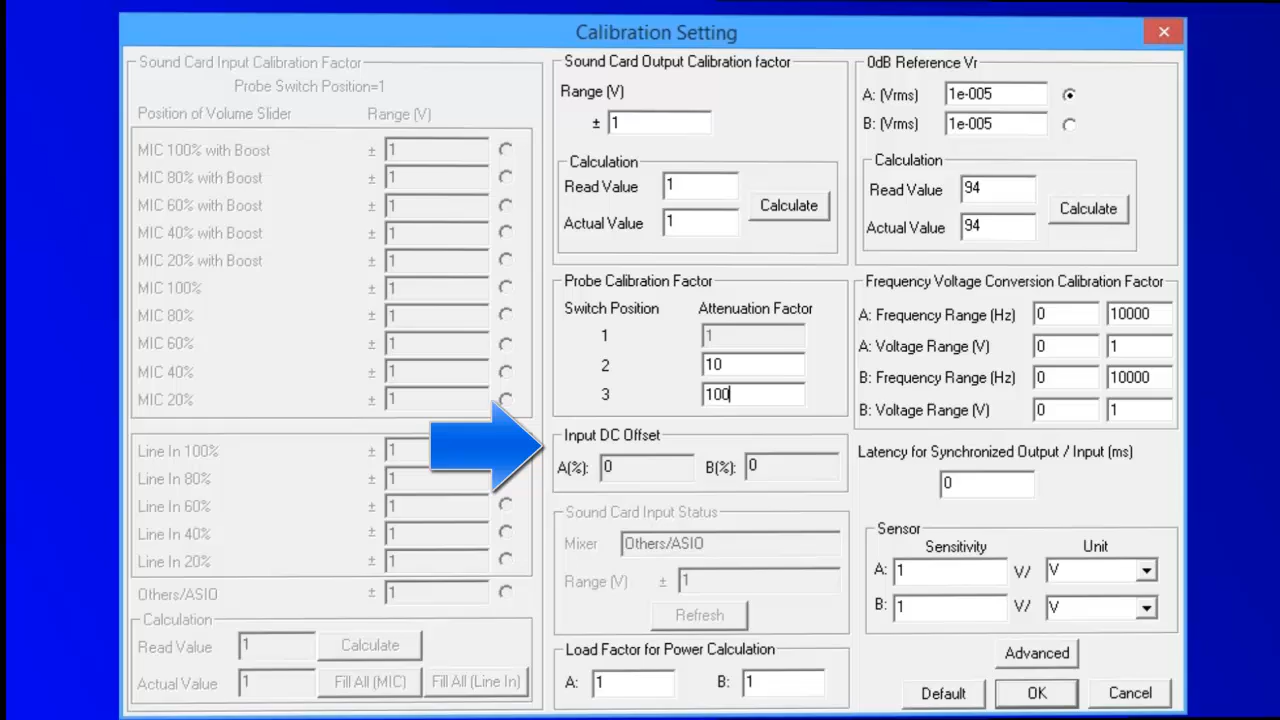 Calibration Setting
Sound Card Input Calibration Factor
Probe Switch Position=1
Position of Volume Slider Range (V)
MIC 100% with Boost ± 1
MIC 80% with Boost ± 1
MIC 60% with Boost ± 1
MIC 40% with Boost ± 1
MIC 20% with Boost ± 1
MIC 100% ± 1
MIC 80% ± 1
MIC 60% ± 1
MIC 40% ± 1
MIC 20% ± 1
Line In 100% ± 1
Line In 80% ± 1
Line In 60% ± 1
Line In 40% ± 1
Line In 20% ± 1
Others/ASIO ± 1
Calculation
Read Value 1 Calculate
Actual Value 1 Fill All (MIC) Fill All (Line In)
Sound Card Output Calibration factor
Range (V)
± 1
Calculation
Read Value 1
Actual Value 1
Calculate
Probe Calibration Factor
Switch Position Attenuation Factor
1 1
2 10
3 100
Input DC Offset
A(%): 0 B(%): 0
Sound Card Input Status
Mixer Others/ASIO
Range (V) ± 1
Refresh
Load Factor for Power Calculation
A: 1 B: 1
0dB Reference Vr
A: (Vrms) 1e-005
B: (Vrms) 1e-005
Calculation
Read Value 94
Actual Value 94
Calculate
Frequency Voltage Conversion Calibration Factor
A: Frequency Range (Hz) 0 10000
A: Voltage Range (V) 0 1
B: Frequency Range (Hz) 0 10000
B: Voltage Range (V) 0 1
Latency for Synchronized Output / Input (ms)
0
Sensor
Sensitivity Unit
A: 1 V/ V
B: 1 V/ V
Advanced
Default OK Cancel